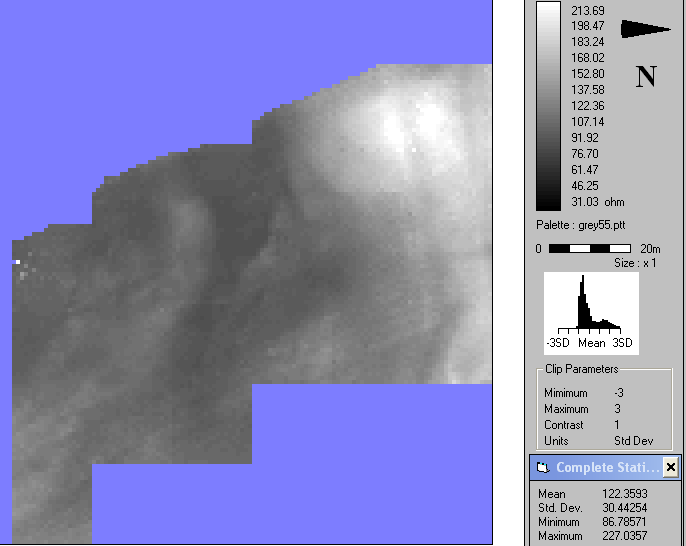 213.69
198.47
183.24
168.02
152.80
137.58
122.36
107.14
91.92
76.70
61.47
46.25
31.03 ohm
N
Palette : grey55.ptt
0 20m
Size : x 1
-3SD Mean 3SD
Clip Parameters
Mimimum -3
Maximum 3
Contrast 1
Units Std Dev
Complete Stati...
Mean 122.3593
Std. Dev. 30.44254
Minimum 86.78571
Maximum 227.0357